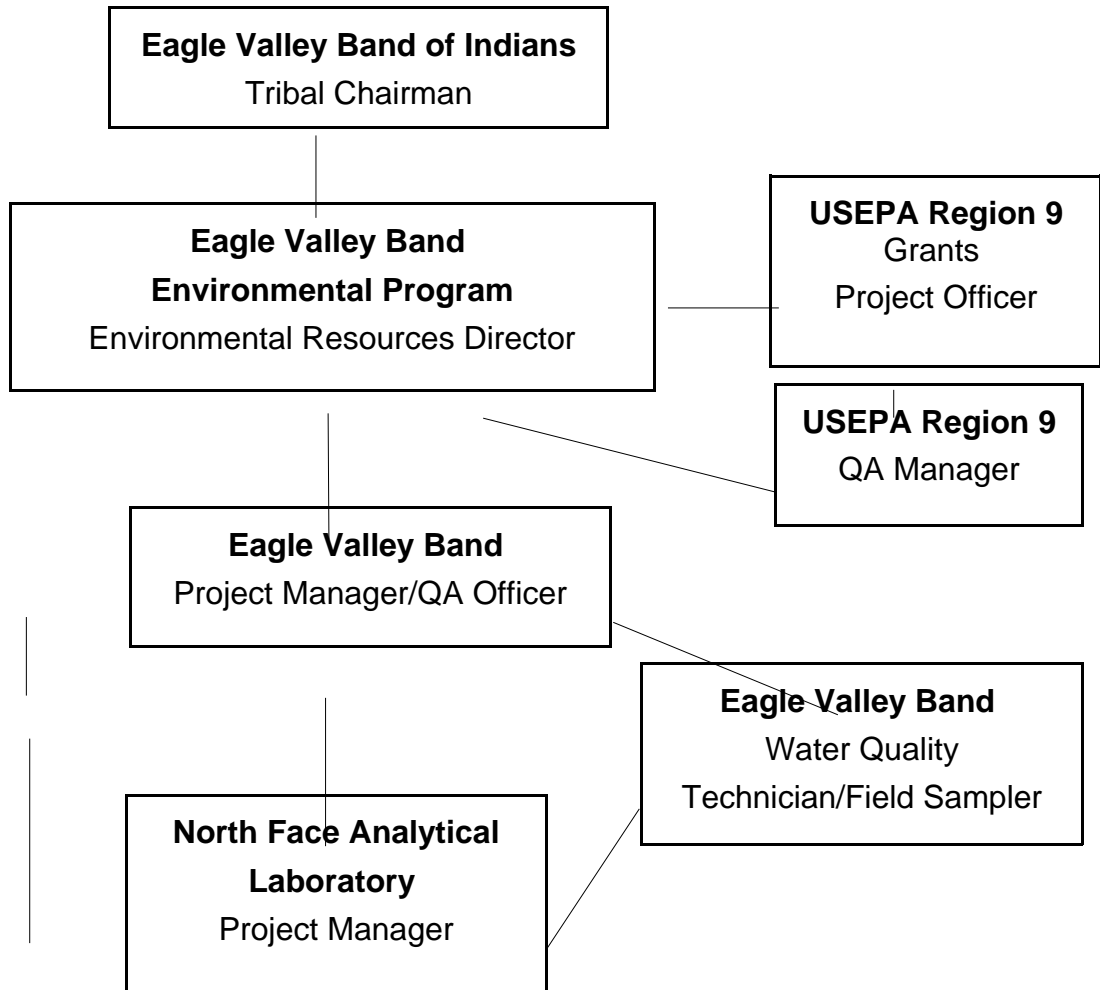 Eagle Valley Band of Indians
Tribal Chairman
Eagle Valley Band
Environmental Program
Environmental Resources Director
USEPA Region 9
Grants
Project Officer
USEPA Region 9
QA Manager
Eagle Valley Band
Project Manager/QA Officer
Eagle Valley Band
Water Quality
Technician/Field Sampler
North Face Analytical
Laboratory
Project Manager